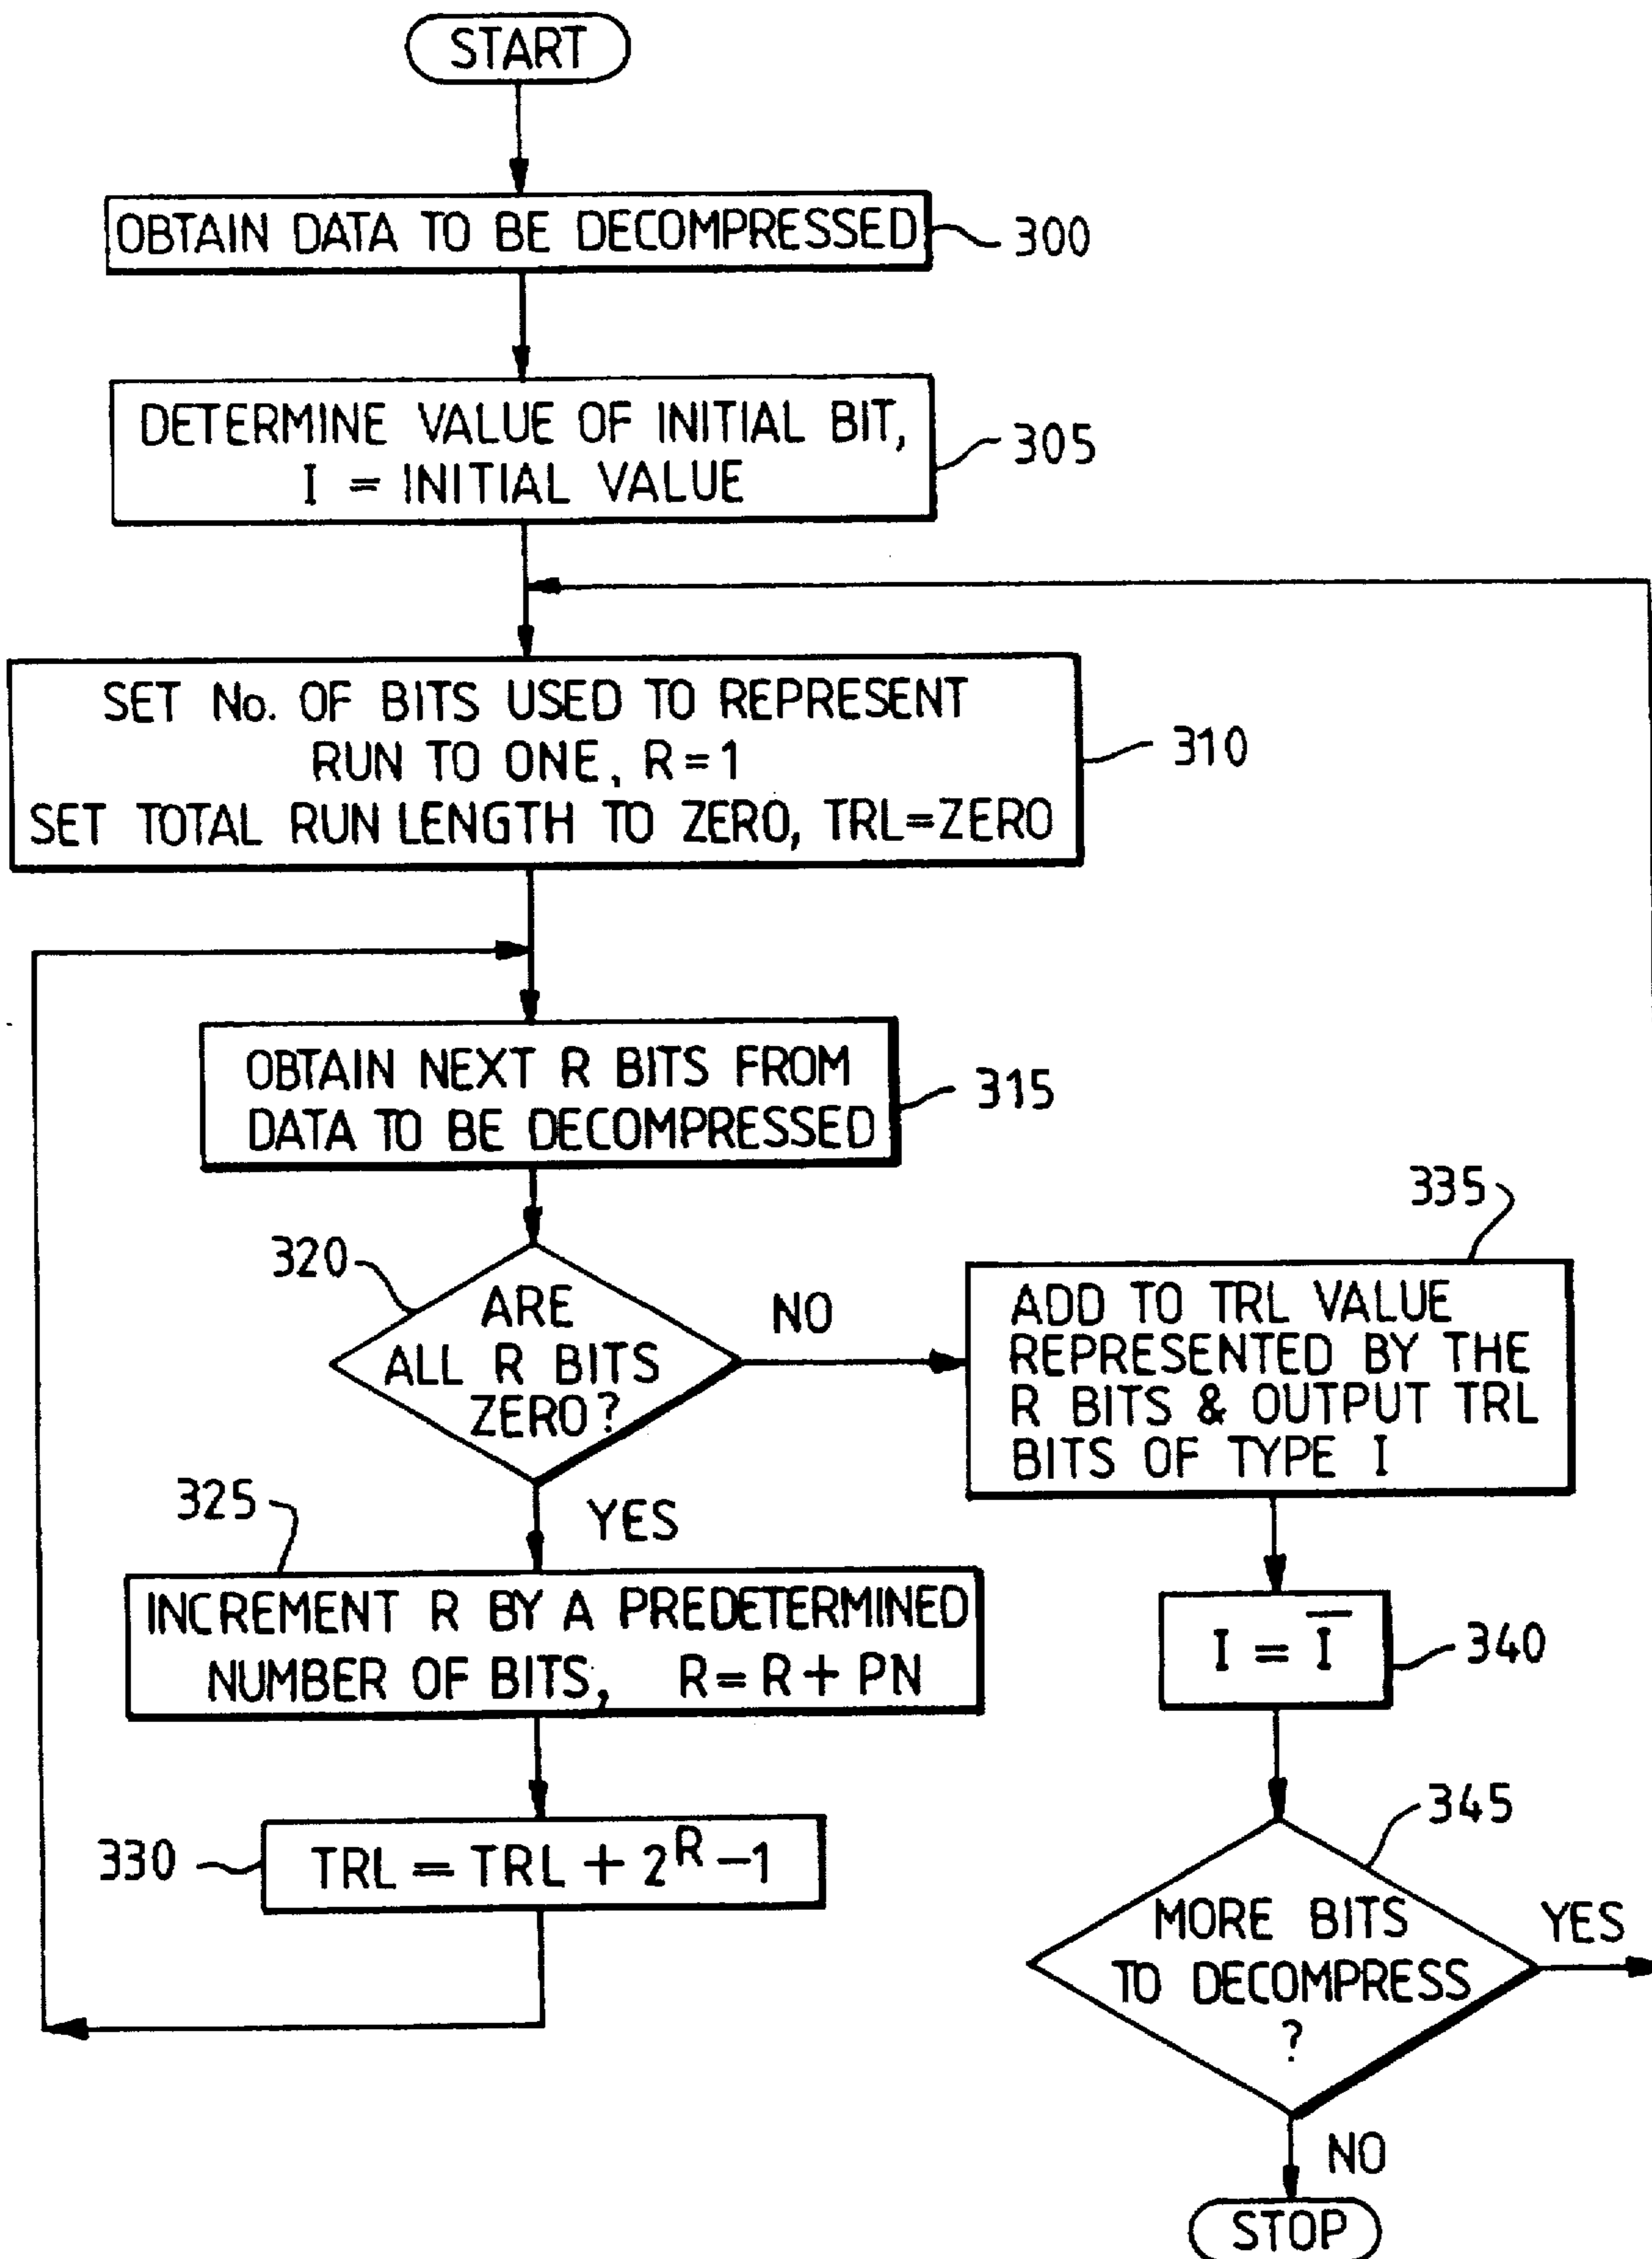 START
OBTAIN DATA TO BE DECOMPRESSED
300
DETERMINE VALUE OF INITIAL BIT,
I = INITIAL VALUE
305
SET No. OF BITS USED TO REPRESENT
RUN TO ONE, R=1
SET TOTAL RUN LENGTH TO ZERO, TRL=ZERO
310
OBTAIN NEXT R BITS FROM
DATA TO BE DECOMPRESSED
315
320
ARE
ALL R BITS
ZERO?
NO
YES
335
ADD TO TRL VALUE
REPRESENTED BY THE
R BITS & OUTPUT TRL
BITS OF TYPE I
325
INCREMENT R BY A PREDETERMINED
NUMBER OF BITS, R=R+PN
I = I̅
340
330
TRL = TRL + 2^R -1
345
MORE BITS
TO DECOMPRESS
?
YES
NO
STOP